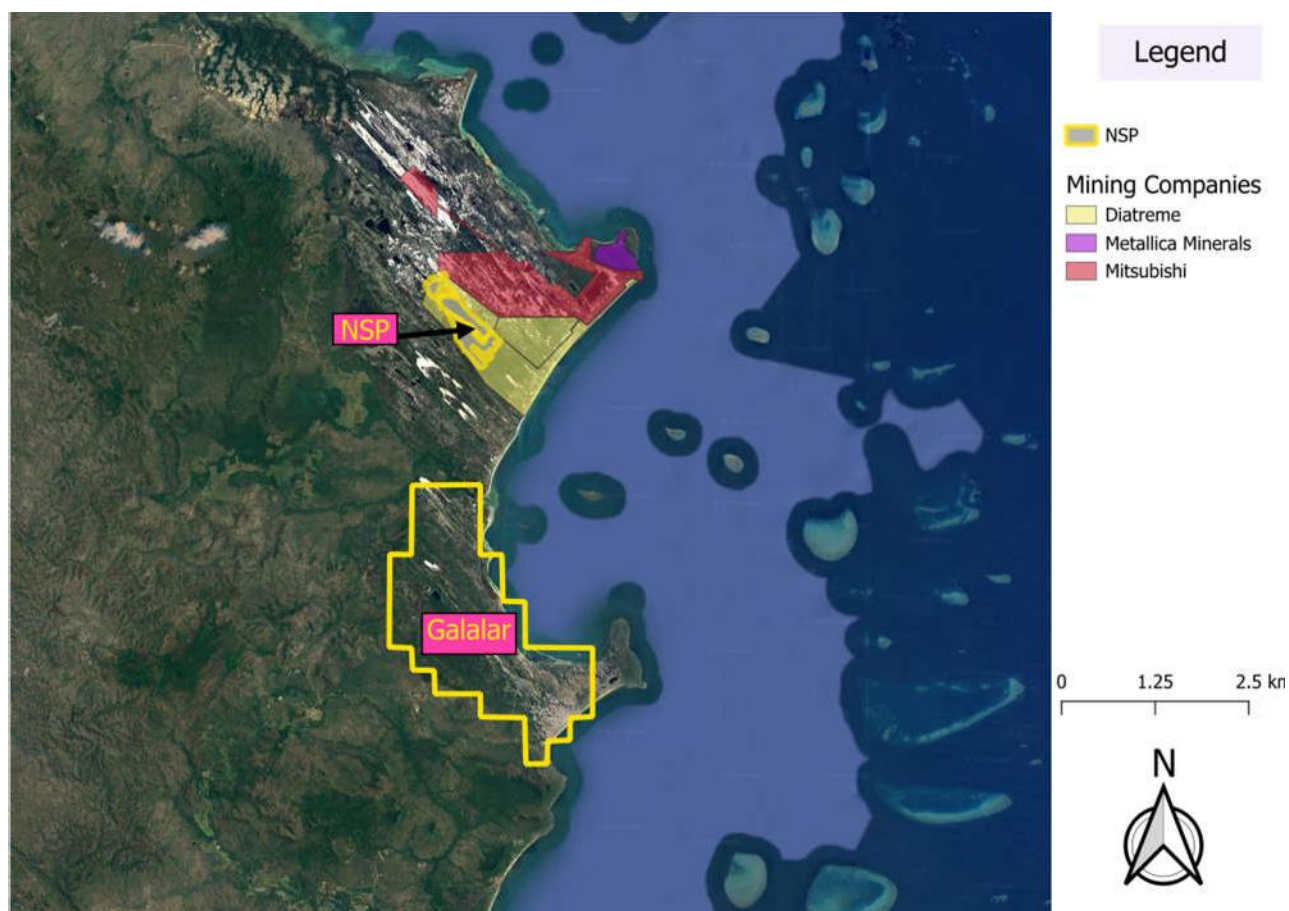 Legend
NSP
Mining Companies
Diatreme
Metallica Minerals
Mitsubishi
NSP
Galalar
0 1.25 2.5 km
N